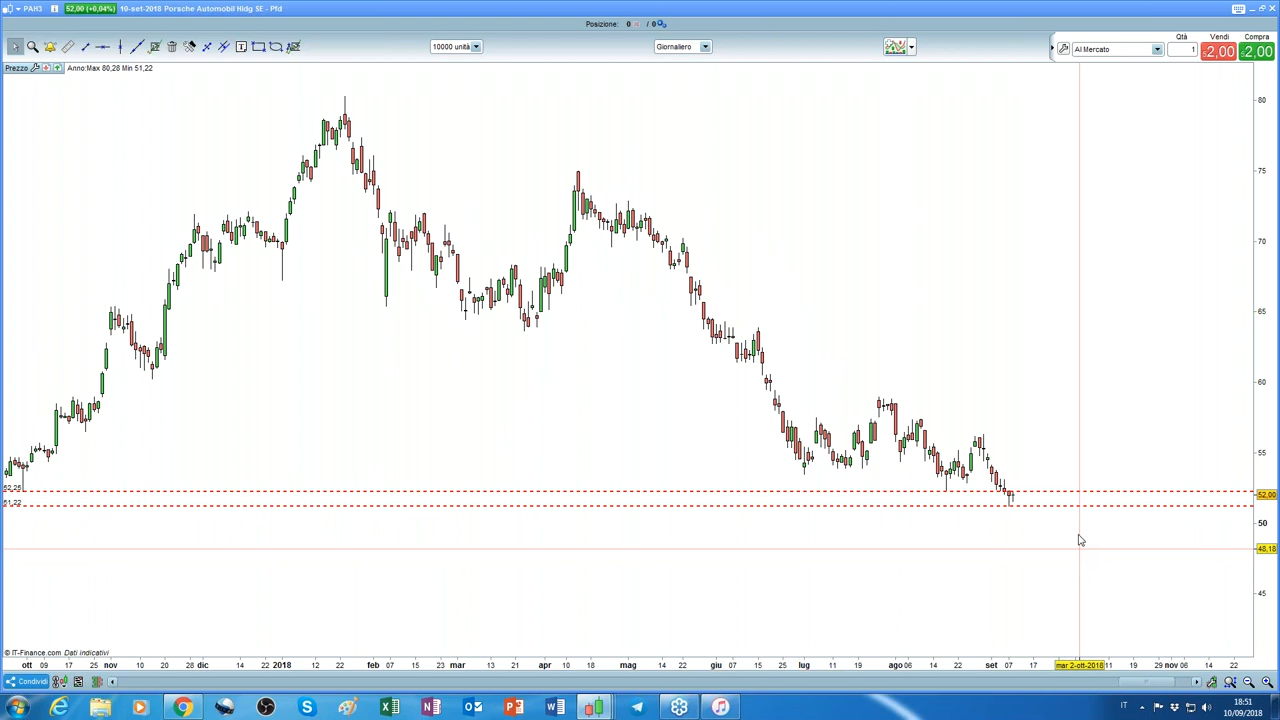 PAH3 52,00 (+0,04%) 10-set-2018 Porsche Automobil Hldg SE - Pfd
Posizione: 0 / 0
10000 unità Giornaliero Al Mercato Qtà 1 Vendi 2,00 Compra 2,00
Prezzo Anno:Max 80,28 Min 51,22
80
75
70
65
60
55
52,25
52,00
51,22
50
48,18
45
© IT-Finance.com Dati indicativi
ott 09 17 25 nov 10 20 28 dic 14 22 2018 12 22 feb 07 15 mar 13 21 apr 10 18 mag 14 22 giu 07 15 25 lug 11 19 ago 06 14 22 set 07 17 mar 2-ott-2018 11 19 29 nov 06 14 22
Condividi
IT 18:51
10/09/2018